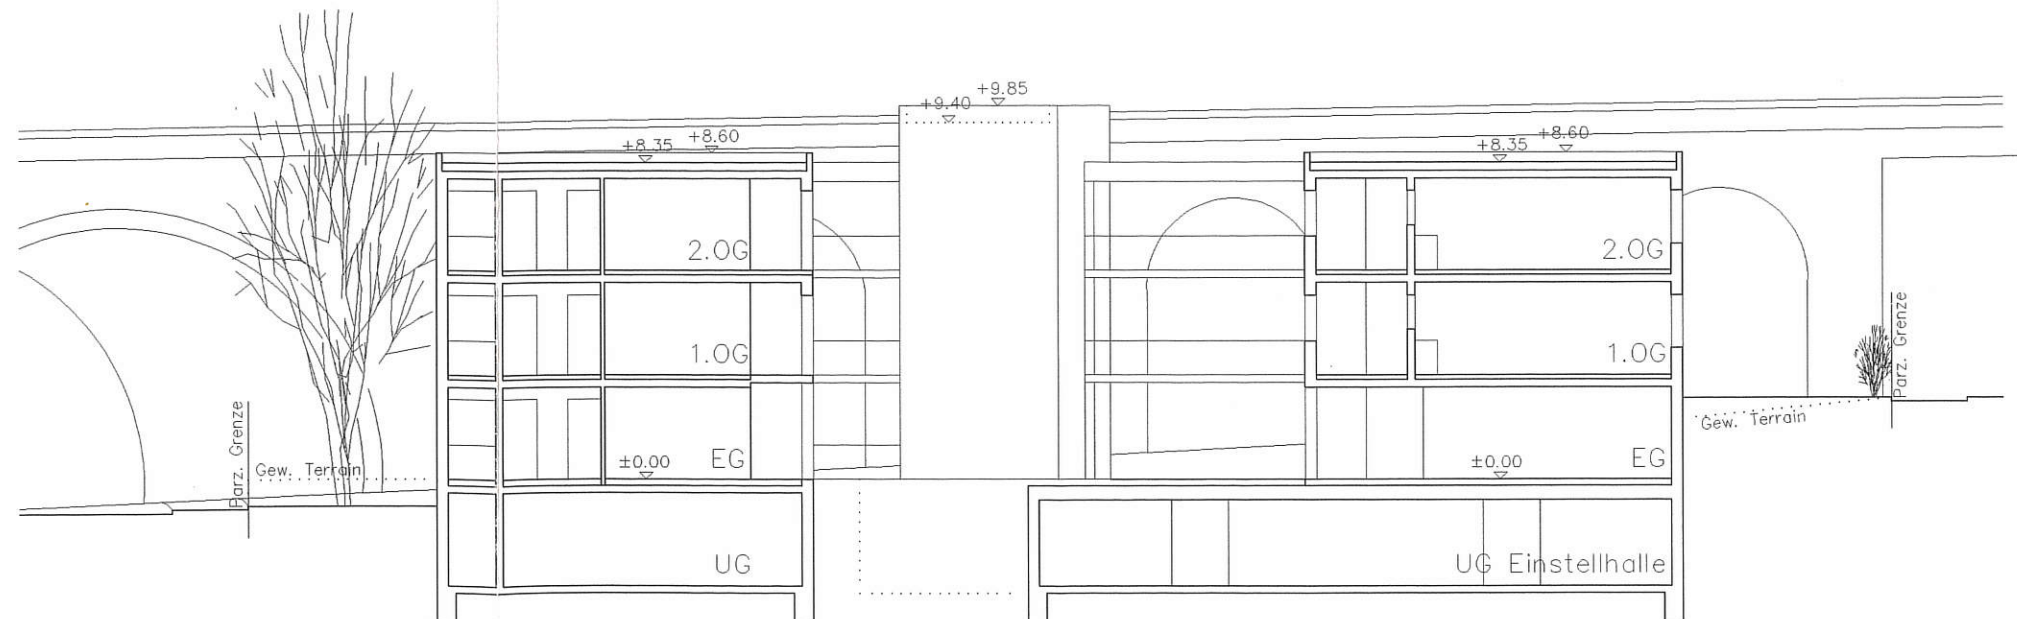 +9.85
+9.40
+8.60
+8.35
+8.60
+8.35
2.OG
2.OG
1.OG
1.OG
Parz. Grenze
Parz. Grenze
Gew. Terrain
Gew. Terrain
±0.00
EG
±0.00
EG
UG
UG Einstellhalle